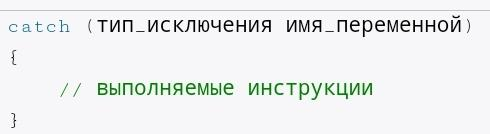 catch (тип_исключения имя_переменной)
{
    // выполняемые инструкции
}